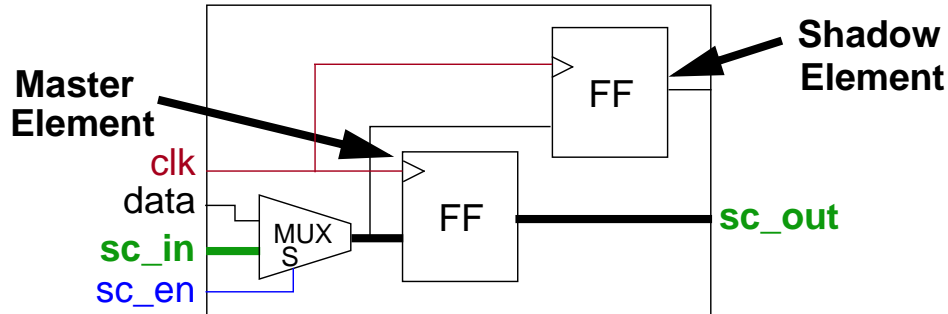 Shadow
Element
Master
Element
FF
clk
data
MUX
S
FF
sc_in
sc_out
sc_en